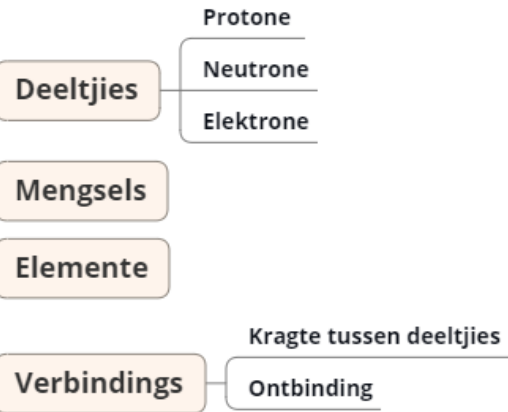 Protone
Deeltjies
Neutrone
Elektrone
Mengsels
Elemente
Kragte tussen deeltjies
Verbindings
Ontbinding